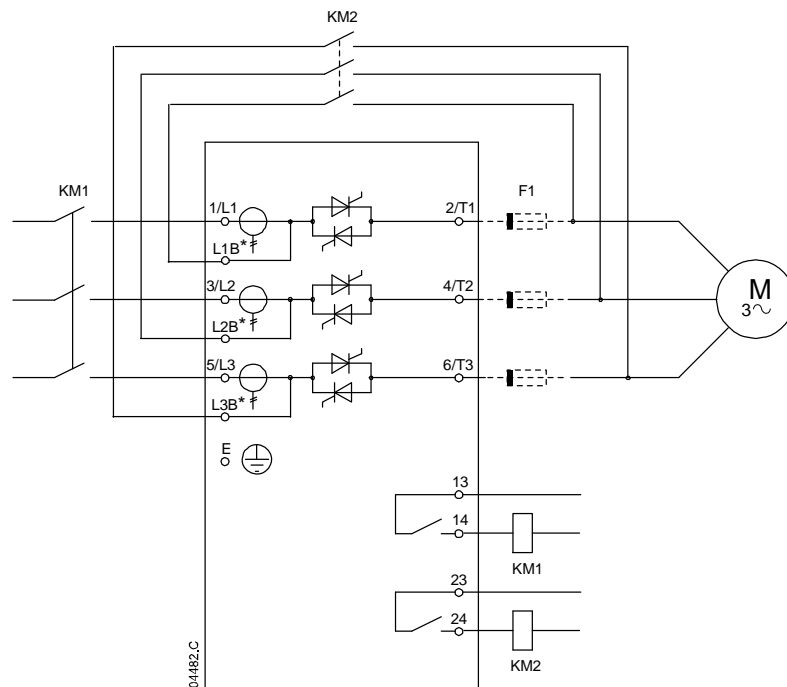 KM2
KM1
F1
1/L1
2/T1
L1B*
3/L2
4/T2
L2B*
M
3~
5/L3
6/T3
L3B*
E
13
14
KM1
23
24
KM2
04482.C